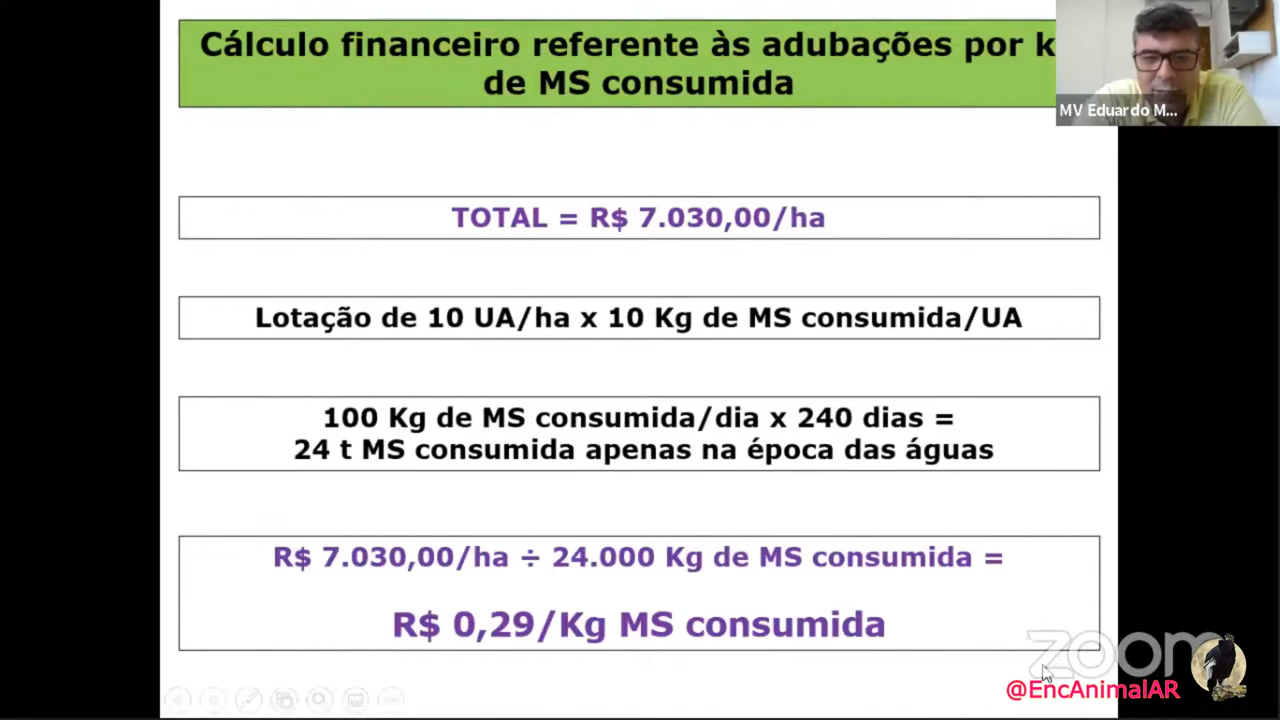 Cálculo financeiro referente às adubações por k
de MS consumida
MV Eduardo M...
TOTAL = R$ 7.030,00/ha
Lotação de 10 UA/ha x 10 Kg de MS consumida/UA
100 Kg de MS consumida/dia x 240 dias =
24 t MS consumida apenas na época das águas
R$ 7.030,00/ha ÷ 24.000 Kg de MS consumida =
R$ 0,29/Kg MS consumida
zoom
@EncAnimalAR